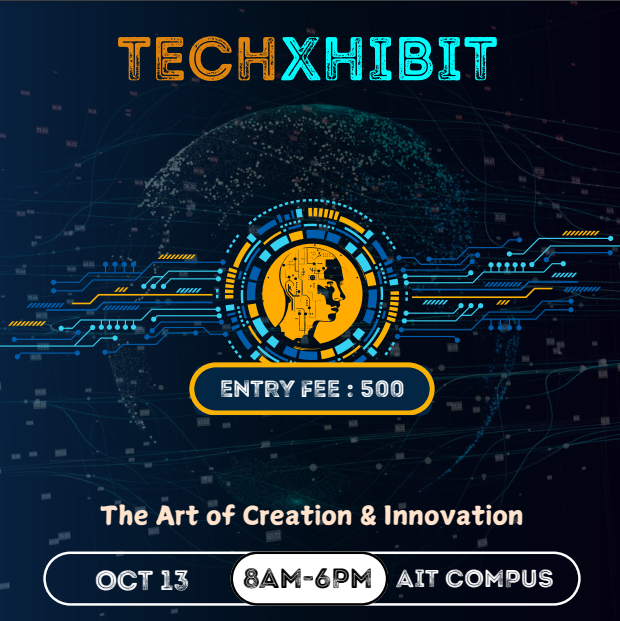 TECHXHIBIT
ENTRY FEE : 500
The Art of Creation & Innovation
OCT 13 8AM-6PM AIT COMPUS